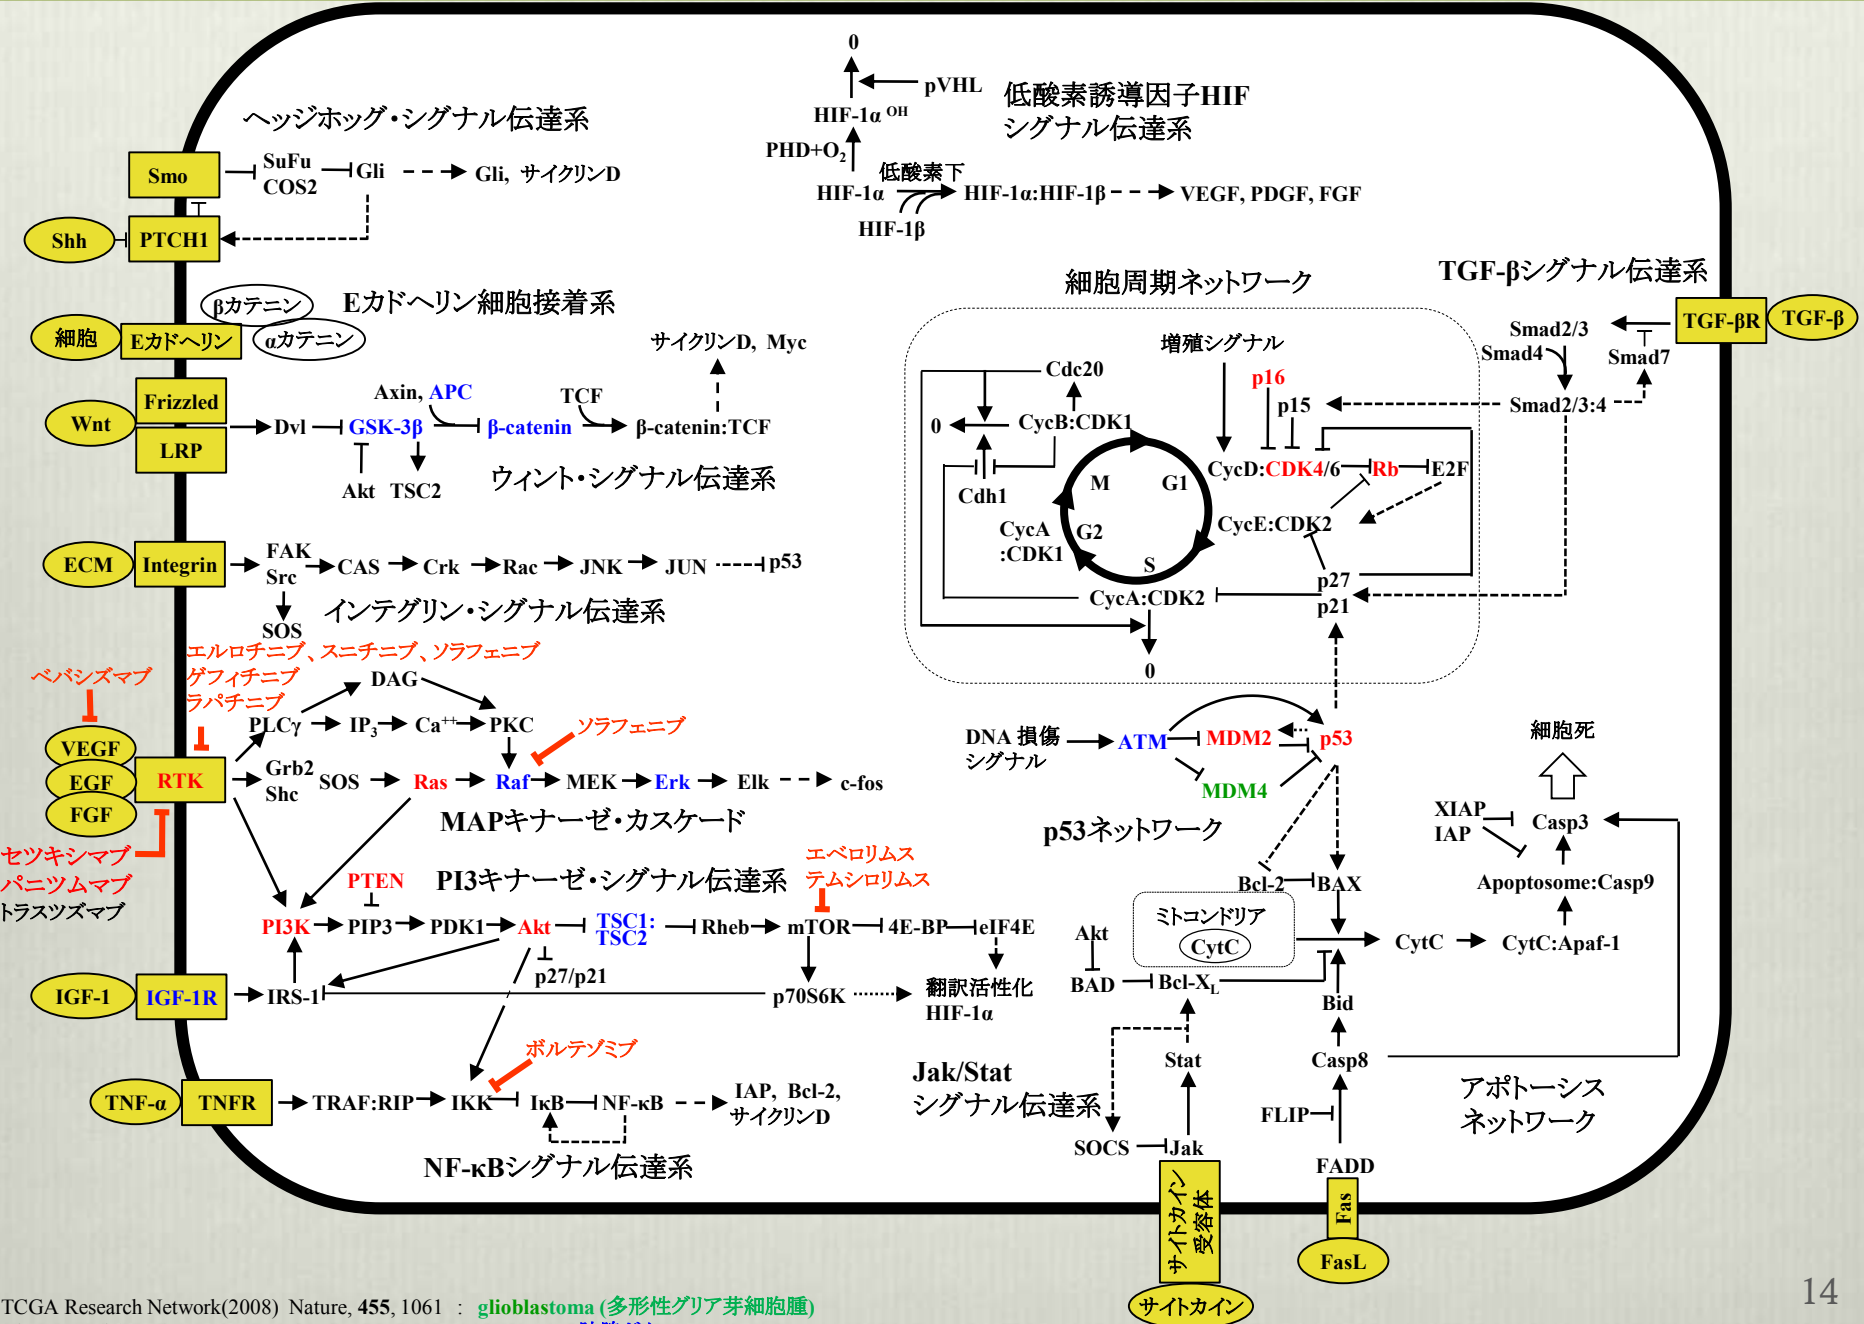 ヘッジホッグ・シグナル伝達系
Smo
SuFu
COS2
Gli
Gli, サイクリンD
Shh
PTCH1
0
pVHL
HIF-1α OH
PHD+O2
低酸素下
HIF-1α
HIF-1α:HIF-1β
VEGF, PDGF, FGF
HIF-1β
低酸素誘導因子HIF
シグナル伝達系
βカテニン
Eカドヘリン細胞接着系
細胞
Eカドヘリン
αカテニン
サイクリンD, Myc
Wnt
Frizzled
LRP
Axin, APC
TCF
Dvl
GSK-3β
β-catenin
β-catenin:TCF
Akt
TSC2
ウィント・シグナル伝達系
ECM
Integrin
FAK
Src
CAS
Crk
Rac
JNK
JUN
p53
SOS
インテグリン・シグナル伝達系
細胞周期ネットワーク
増殖シグナル
Cdc20
p16
p15
0
CycB:CDK1
CycD:CDK4/6
Rb
E2F
Cdh1
M
G1
G2
S
CycA
:CDK1
CycE:CDK2
CycA:CDK2
p27
p21
0
TGF-βシグナル伝達系
TGF-βR
TGF-β
Smad2/3
Smad4
Smad7
Smad2/3:4
ベバシズマブ
エルロチニブ、スニチニブ、ソラフェニブ
ゲフィチニブ
ラパチニブ
DAG
PLCγ
IP3
Ca++
PKC
ソラフェニブ
VEGF
EGF
FGF
RTK
Grb2
Shc
SOS
Ras
Raf
MEK
Erk
Elk
c-fos
MAPキナーゼ・カスケード
セツキシマブ
パニツムマブ
トラスツズマブ
PTEN
PI3キナーゼ・シグナル伝達系
エベロリムス
テムシロリムス
PI3K
PIP3
PDK1
Akt
TSC1:
TSC2
Rheb
mTOR
4E-BP
eIF4E
p27/p21
IGF-1
IGF-1R
IRS-1
p70S6K
翻訳活性化
HIF-1α
ボルテゾミブ
TNF-α
TNFR
TRAF:RIP
IKK
IκB
NF-κB
IAP, Bcl-2,
サイクリンD
NF-κBシグナル伝達系
DNA 損傷
シグナル
ATM
MDM2
p53
MDM4
p53ネットワーク
細胞死
XIAP
IAP
Casp3
Bcl-2
BAX
Apoptosome:Casp9
ミトコンドリア
CytC
CytC
CytC:Apaf-1
Akt
BAD
Bcl-XL
Bid
Jak/Stat
シグナル伝達系
Stat
Casp8
アポトーシス
ネットワーク
FLIP
SOCS
Jak
FADD
サイトカイン
受容体
Fas
サイトカイン
FasL
TCGA Research Network(2008) Nature, 455, 1061 : glioblastoma (多形性グリア芽細胞腫)
14